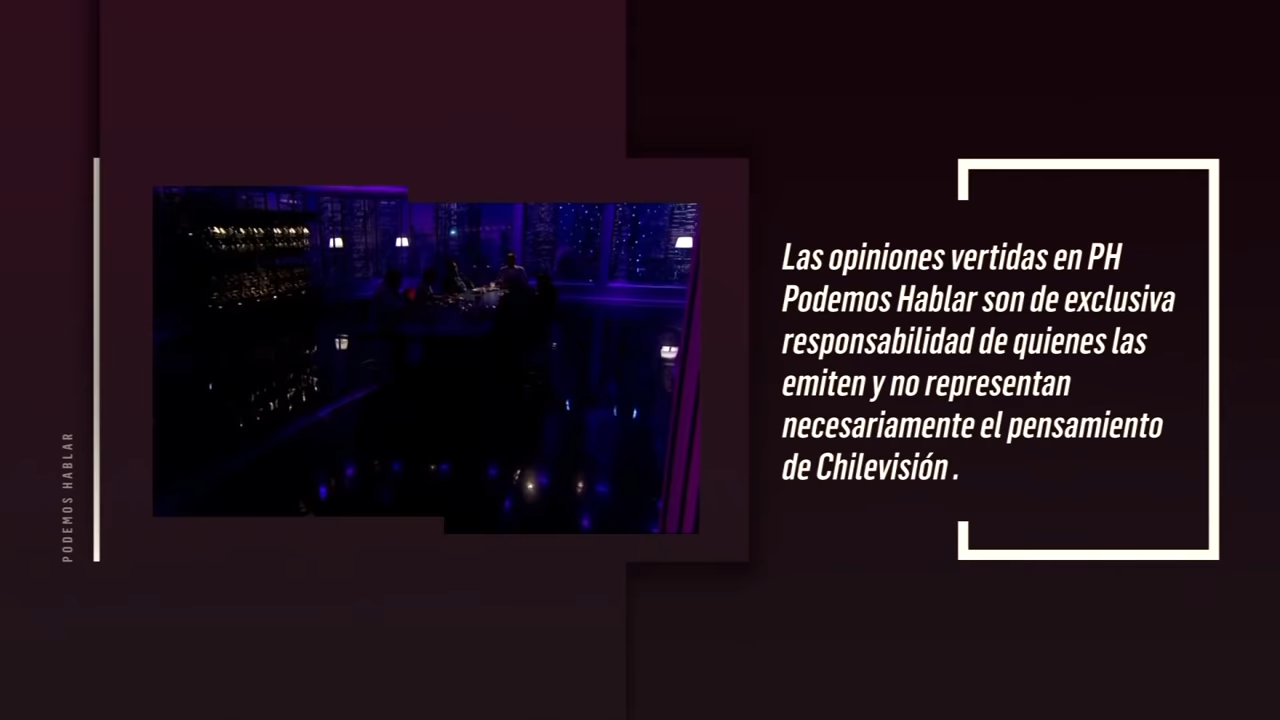 PODEMOS HABLAR
Las opiniones vertidas en PH
Podemos Hablar son de exclusiva
responsabilidad de quienes las
emiten y no representan
necesariamente el pensamiento
de Chilevisión .